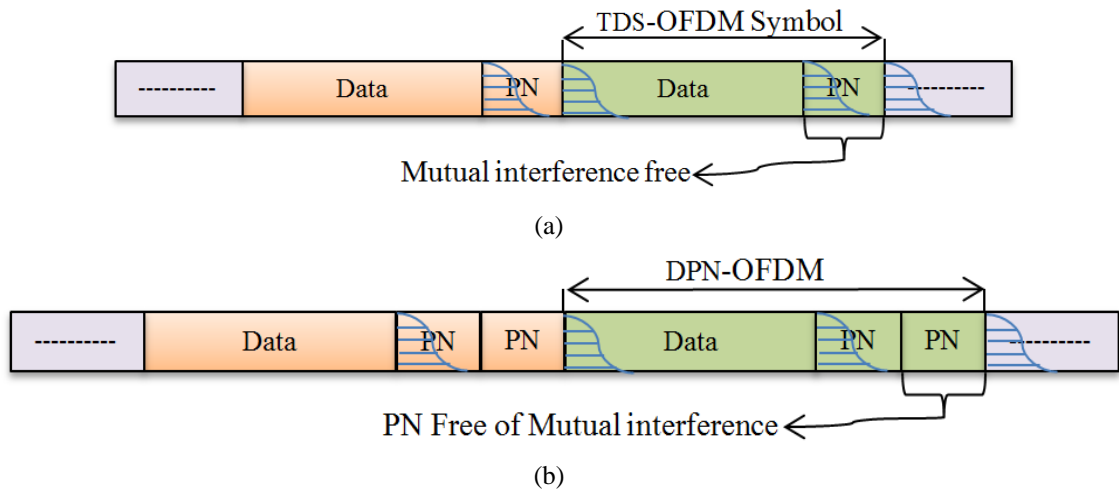 TDS-OFDM Symbol
---------- Data PN Data PN ----------
Mutual interference free
(a)
DPN-OFDM
---------- Data PN PN Data PN PN ----------
PN Free of Mutual interference
(b)